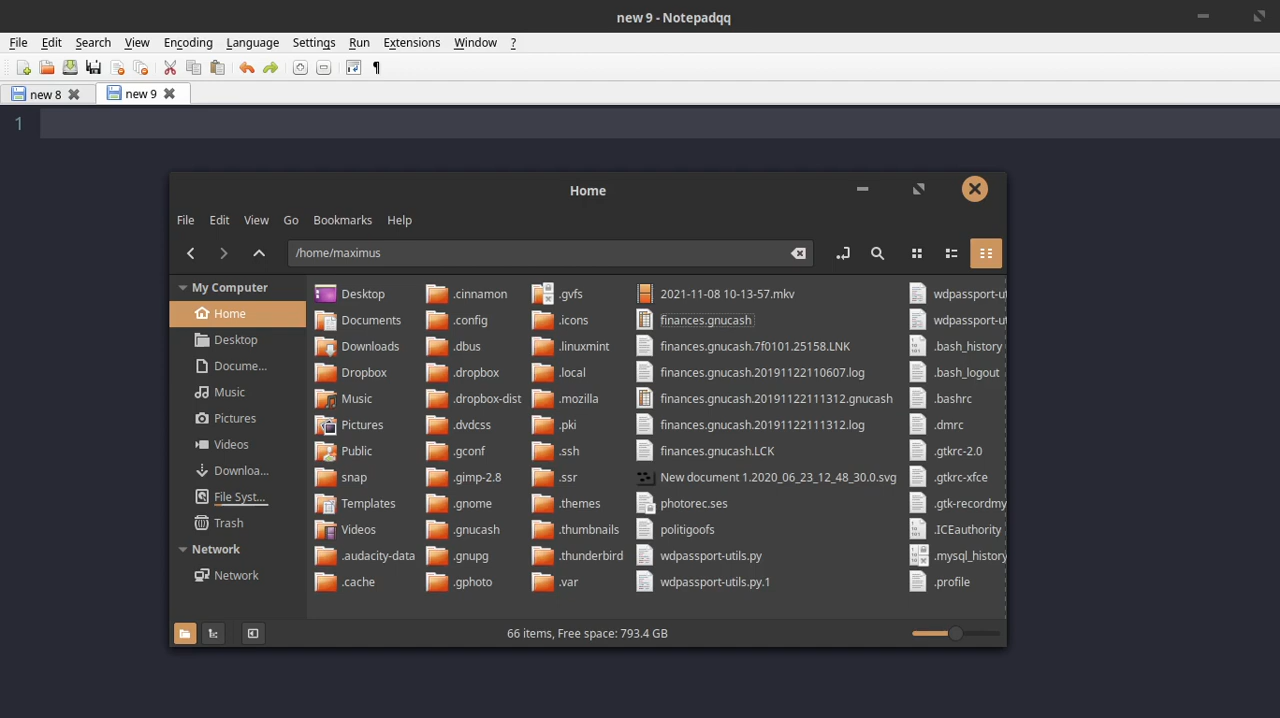 new 9 - Notepadqq
File Edit Search View Encoding Language Settings Run Extensions Window ?
new 8 new 9
1
Home
File Edit View Go Bookmarks Help
/home/maximus
My Computer
Home
Desktop
Docume...
Music
Pictures
Videos
Downloa...
File Syst...
Trash
Network
Network
Desktop
Documents
Downloads
Dropbox
Music
Pictures
Public
snap
Templates
Videos
.audacity-data
.cache
.cinnamon
.config
.dbus
.dropbox
.dropbox-dist
.dvdcss
.gconf
.gimp-2.8
.gnome
.gnucash
.gnupg
.gphoto
.gvfs
.icons
.linuxmint
.local
.mozilla
.pki
.ssh
.ssr
.themes
.thumbnails
.thunderbird
.var
2021-11-08 10-13-57.mkv
finances.gnucash
finances.gnucash.7f0101.25158.LNK
finances.gnucash.20191122110607.log
finances.gnucash.20191122111312.gnucash
finances.gnucash.20191122111312.log
finances.gnucash.LCK
New document 1.2020_06_23_12_48_30.0.svg
photorec.ses
politigoofs
wdpassport-utils.py
wdpassport-utils.py.1
wdpassport-ut
wdpassport-ut
.bash_history
.bash_logout
.bashrc
.dmrc
.gtkrc-2.0
.gtkrc-xfce
.gtk-recordmy
.ICEauthority
.mysql_history
.profile
66 items, Free space: 793.4 GB